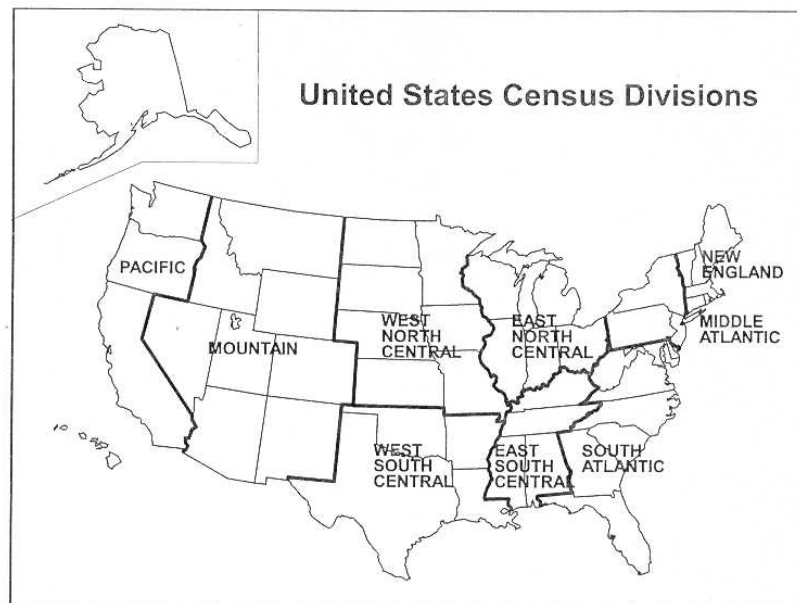 United States Census Divisions
PACIFIC
MOUNTAIN
WEST
NORTH
CENTRAL
EAST
NORTH
CENTRAL
NEW
ENGLAND
MIDDLE
ATLANTIC
WEST
SOUTH
CENTRAL
EAST
SOUTH
CENTRAL
SOUTH
ATLANTIC